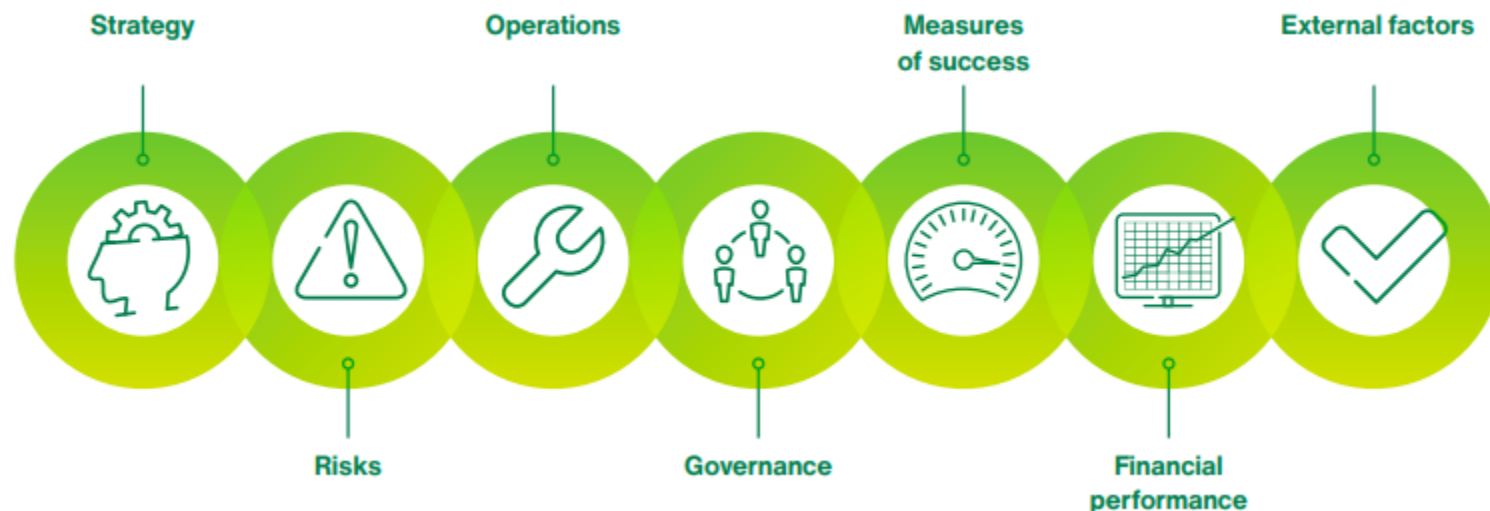 Strategy
Operations
Measures
of success
External factors
Risks
Governance
Financial
performance